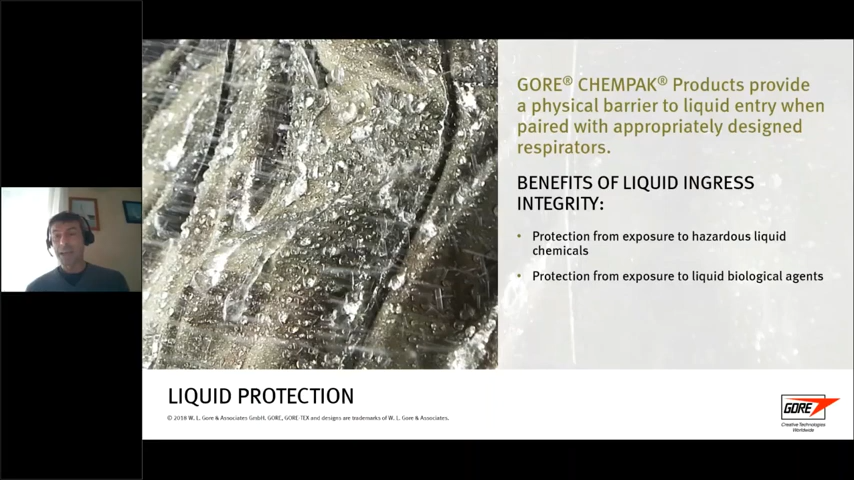 GORE® CHEMPAK® Products provide
a physical barrier to liquid entry when
paired with appropriately designed
respirators.
BENEFITS OF LIQUID INGRESS
INTEGRITY:
• Protection from exposure to hazardous liquid
chemicals
• Protection from exposure to liquid biological agents
LIQUID PROTECTION
© 2018 W. L. Gore & Associates GmbH. GORE, GORE-TEX and designs are trademarks of W. L. Gore & Associates.
GORE
Creative Technologies
Worldwide